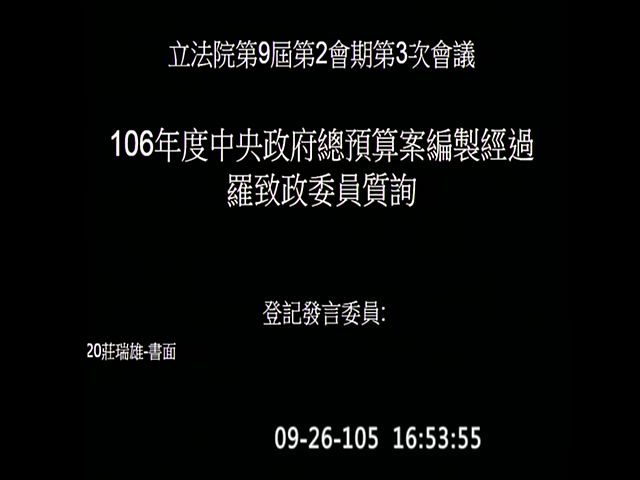 立法院第9屆第2會期第3次會議
106年度中央政府總預算案編製經過
羅致政委員質詢
登記發言委員:
20莊瑞雄-書面
09-26-105 16:53:55